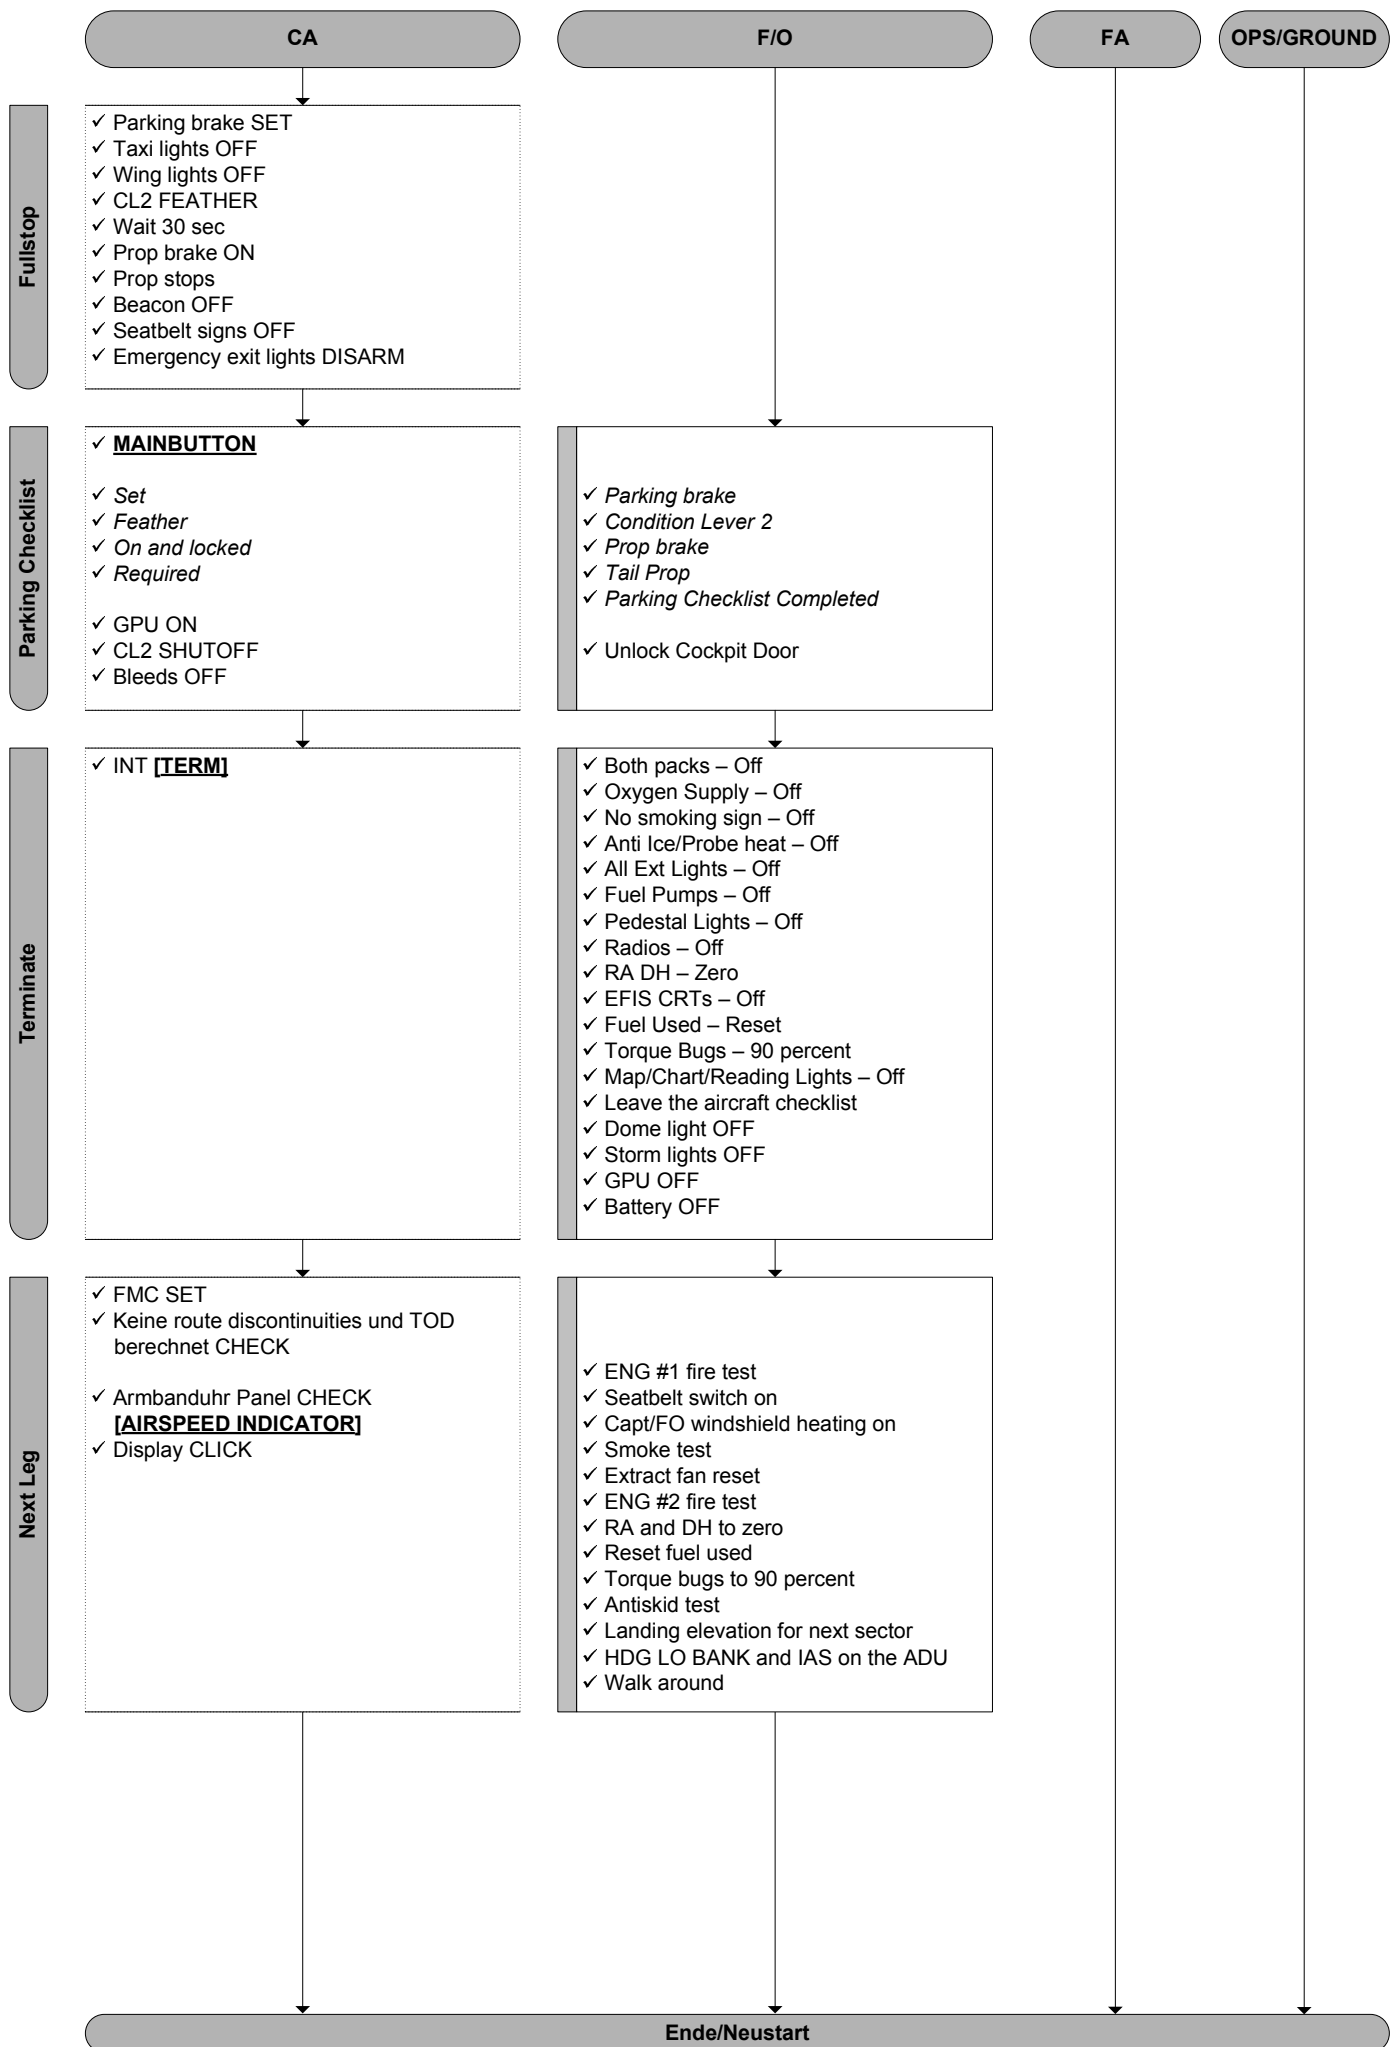 CA
F/O
FA
OPS/GROUND
Fullstop
✓ Parking brake SET
✓ Taxi lights OFF
✓ Wing lights OFF
✓ CL2 FEATHER
✓ Wait 30 sec
✓ Prop brake ON
✓ Prop stops
✓ Beacon OFF
✓ Seatbelt signs OFF
✓ Emergency exit lights DISARM
Parking Checklist
✓ MAINBUTTON
✓ Set
✓ Feather
✓ On and locked
✓ Required
✓ GPU ON
✓ CL2 SHUTOFF
✓ Bleeds OFF
✓ Parking brake
✓ Condition Lever 2
✓ Prop brake
✓ Tail Prop
✓ Parking Checklist Completed
✓ Unlock Cockpit Door
Terminate
✓ INT [TERM]
✓ Both packs – Off
✓ Oxygen Supply – Off
✓ No smoking sign – Off
✓ Anti Ice/Probe heat – Off
✓ All Ext Lights – Off
✓ Fuel Pumps – Off
✓ Pedestal Lights – Off
✓ Radios – Off
✓ RA DH – Zero
✓ EFIS CRTs – Off
✓ Fuel Used – Reset
✓ Torque Bugs – 90 percent
✓ Map/Chart/Reading Lights – Off
✓ Leave the aircraft checklist
✓ Dome light OFF
✓ Storm lights OFF
✓ GPU OFF
✓ Battery OFF
Next Leg
✓ FMC SET
✓ Keine route discontinuities und TOD
berechnet CHECK
✓ Armbanduhr Panel CHECK
[AIRSPEED INDICATOR]
✓ Display CLICK
✓ ENG #1 fire test
✓ Seatbelt switch on
✓ Capt/FO windshield heating on
✓ Smoke test
✓ Extract fan reset
✓ ENG #2 fire test
✓ RA and DH to zero
✓ Reset fuel used
✓ Torque bugs to 90 percent
✓ Antiskid test
✓ Landing elevation for next sector
✓ HDG LO BANK and IAS on the ADU
✓ Walk around
Ende/Neustart